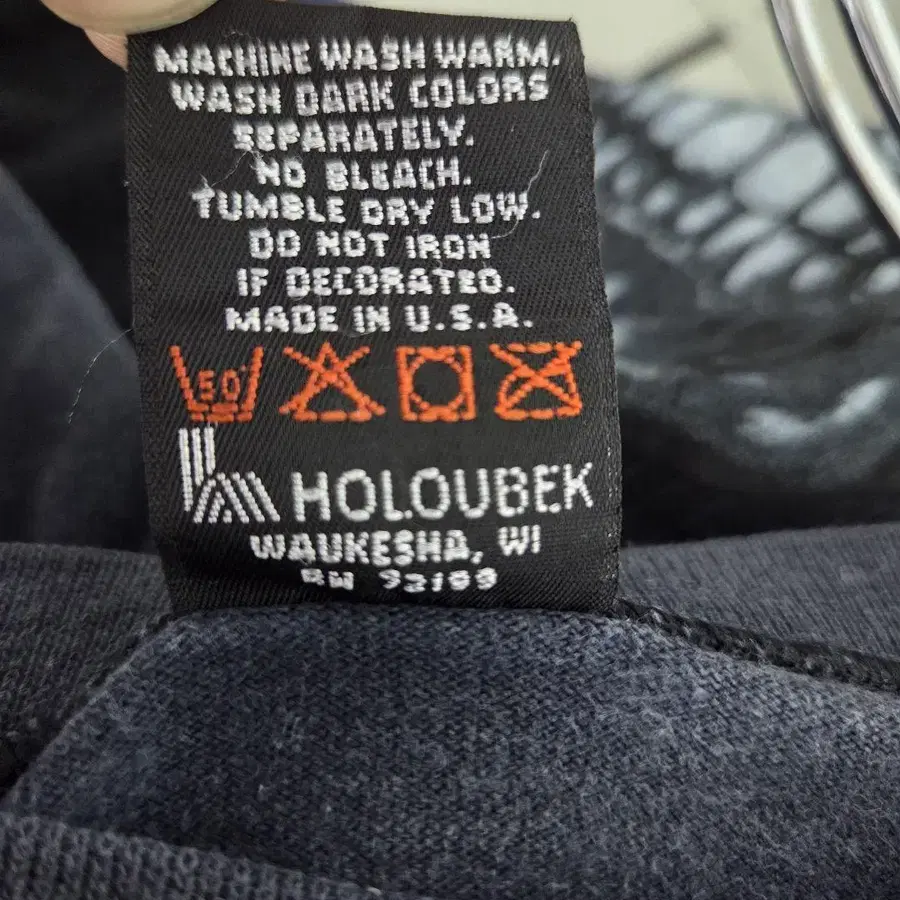 MACHINE WASH WARM.
WASH DARK COLORS
SEPARATELY.
NO BLEACH.
TUMBLE DRY LOW.
DO NOT IRON
IF DECORATED.
MADE IN U.S.A.
50°
HOLOUBEK
WAUKESHA, WI